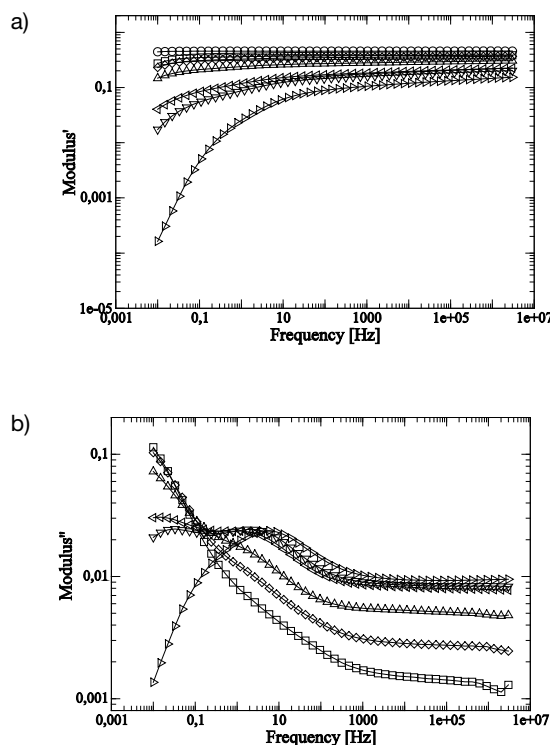 a)
0,1
0,001
1e-05
Modulus'
0,001
0,1
10
1000
1e+05
1e+07
Frequency [Hz]
b)
0,1
0,01
0,001
Modulus"
0,001
0,1
10
1000
1e+05
1e+07
Frequency [Hz]